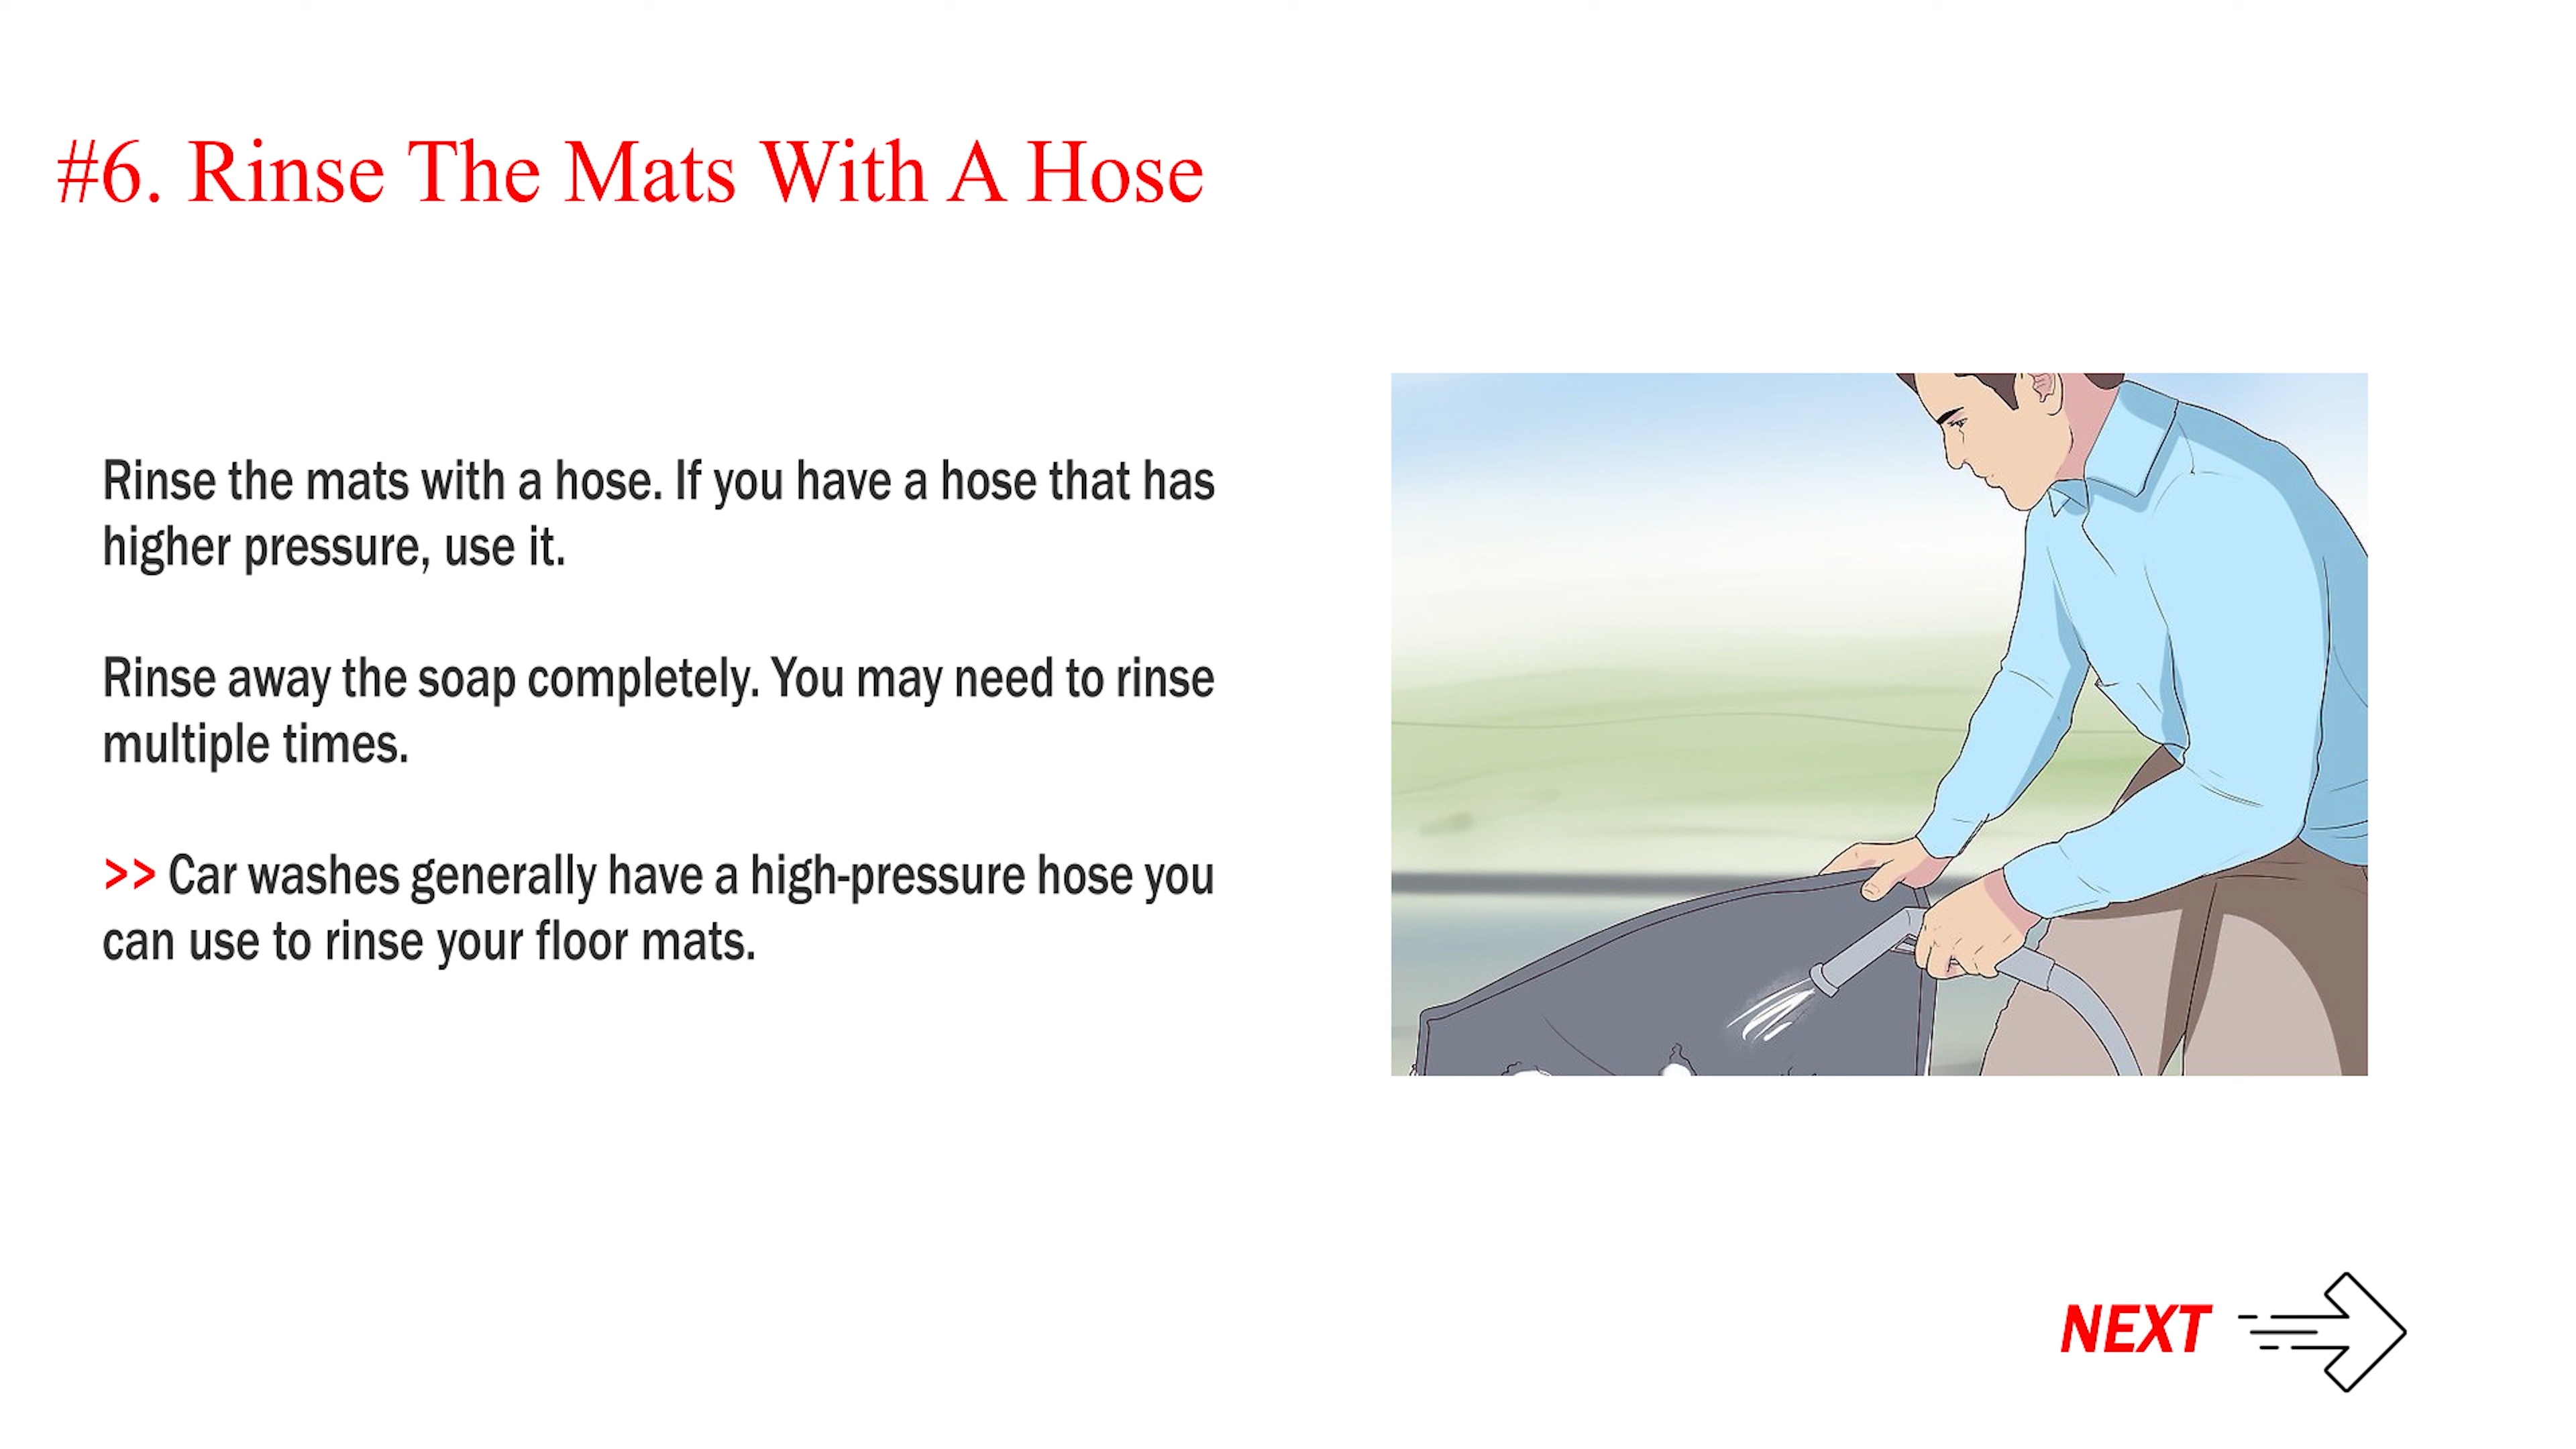 #6. Rinse The Mats With A Hose
Rinse the mats with a hose. If you have a hose that has
higher pressure, use it.
Rinse away the soap completely. You may need to rinse
multiple times.
>> Car washes generally have a high-pressure hose you
can use to rinse your floor mats.
NEXT